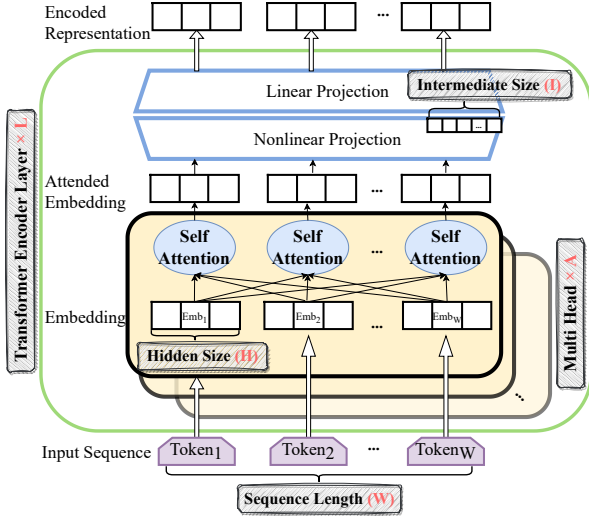 Encoded
Representation
...
Linear Projection
Intermediate Size (I)
...
Nonlinear Projection
Transformer Encoder Layer × L
Attended
Embedding
...
Self
Attention
Self
Attention
...
Self
Attention
Multi Head × A
Embedding
Emb1
Emb2
...
EmbW
Hidden Size (H)
...
Input Sequence
Token1
Token2
...
TokenW
Sequence Length (W)